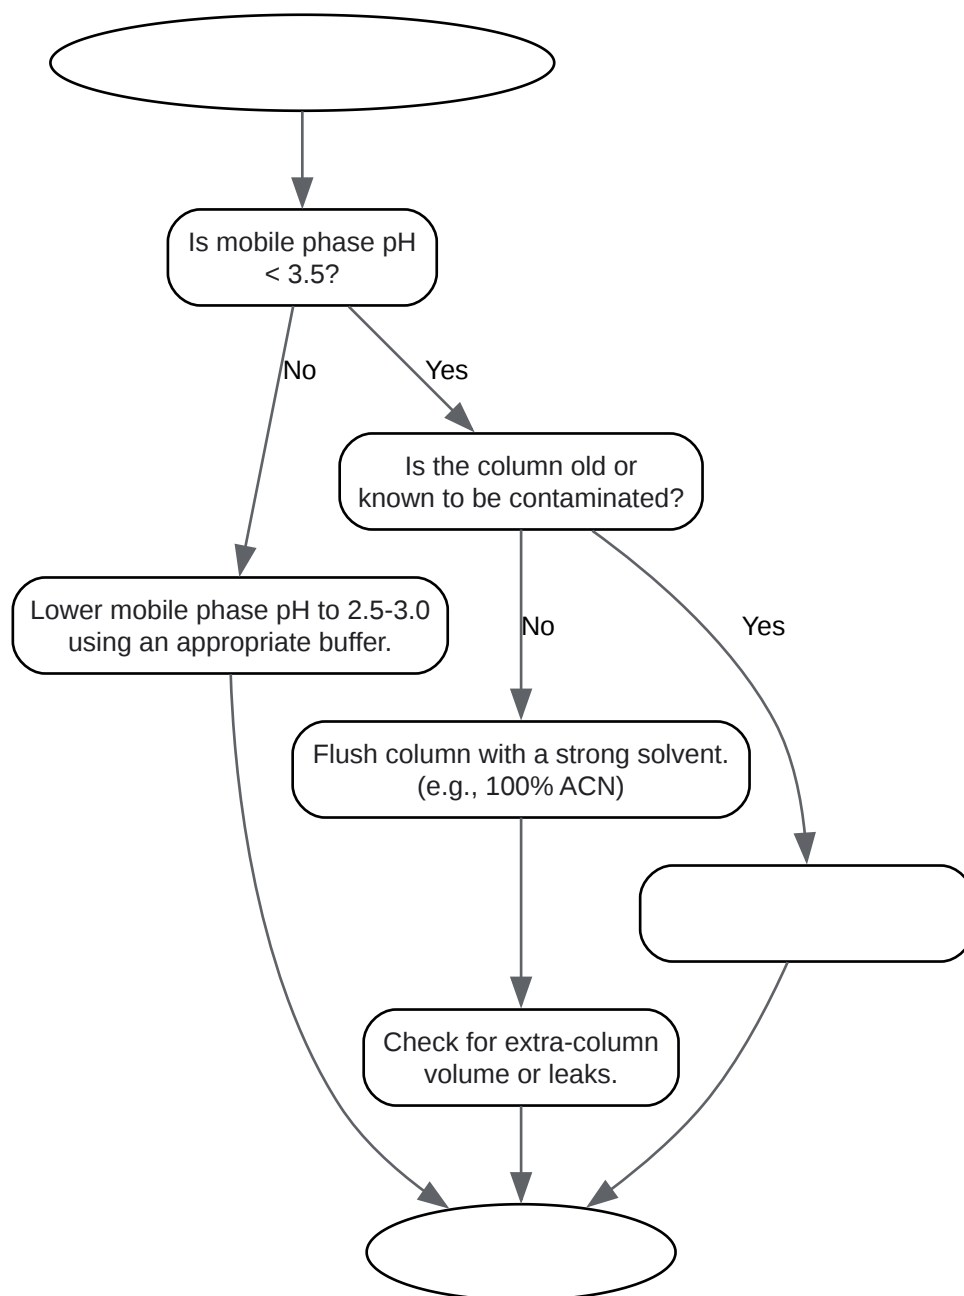 Is mobile phase pH
< 3.5?
No
Yes
Is the column old or
known to be contaminated?
Lower mobile phase pH to 2.5-3.0
using an appropriate buffer.
No
Yes
Flush column with a strong solvent.
(e.g., 100% ACN)
Check for extra-column
volume or leaks.